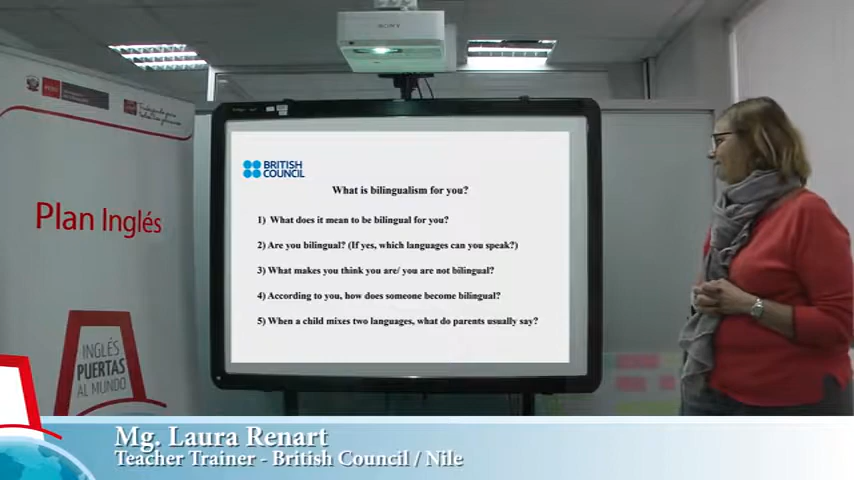 SONY
PERÚ
Plan Inglés
INGLÉS
PUERTAS
AL MUNDO
BRITISH
COUNCIL
What is bilingualism for you?
1) What does it mean to be bilingual for you?
2) Are you bilingual? (If yes, which languages can you speak?)
3) What makes you think you are/ you are not bilingual?
4) According to you, how does someone become bilingual?
5) When a child mixes two languages, what do parents usually say?
Mg. Laura Renart
Teacher Trainer - British Council / Nile